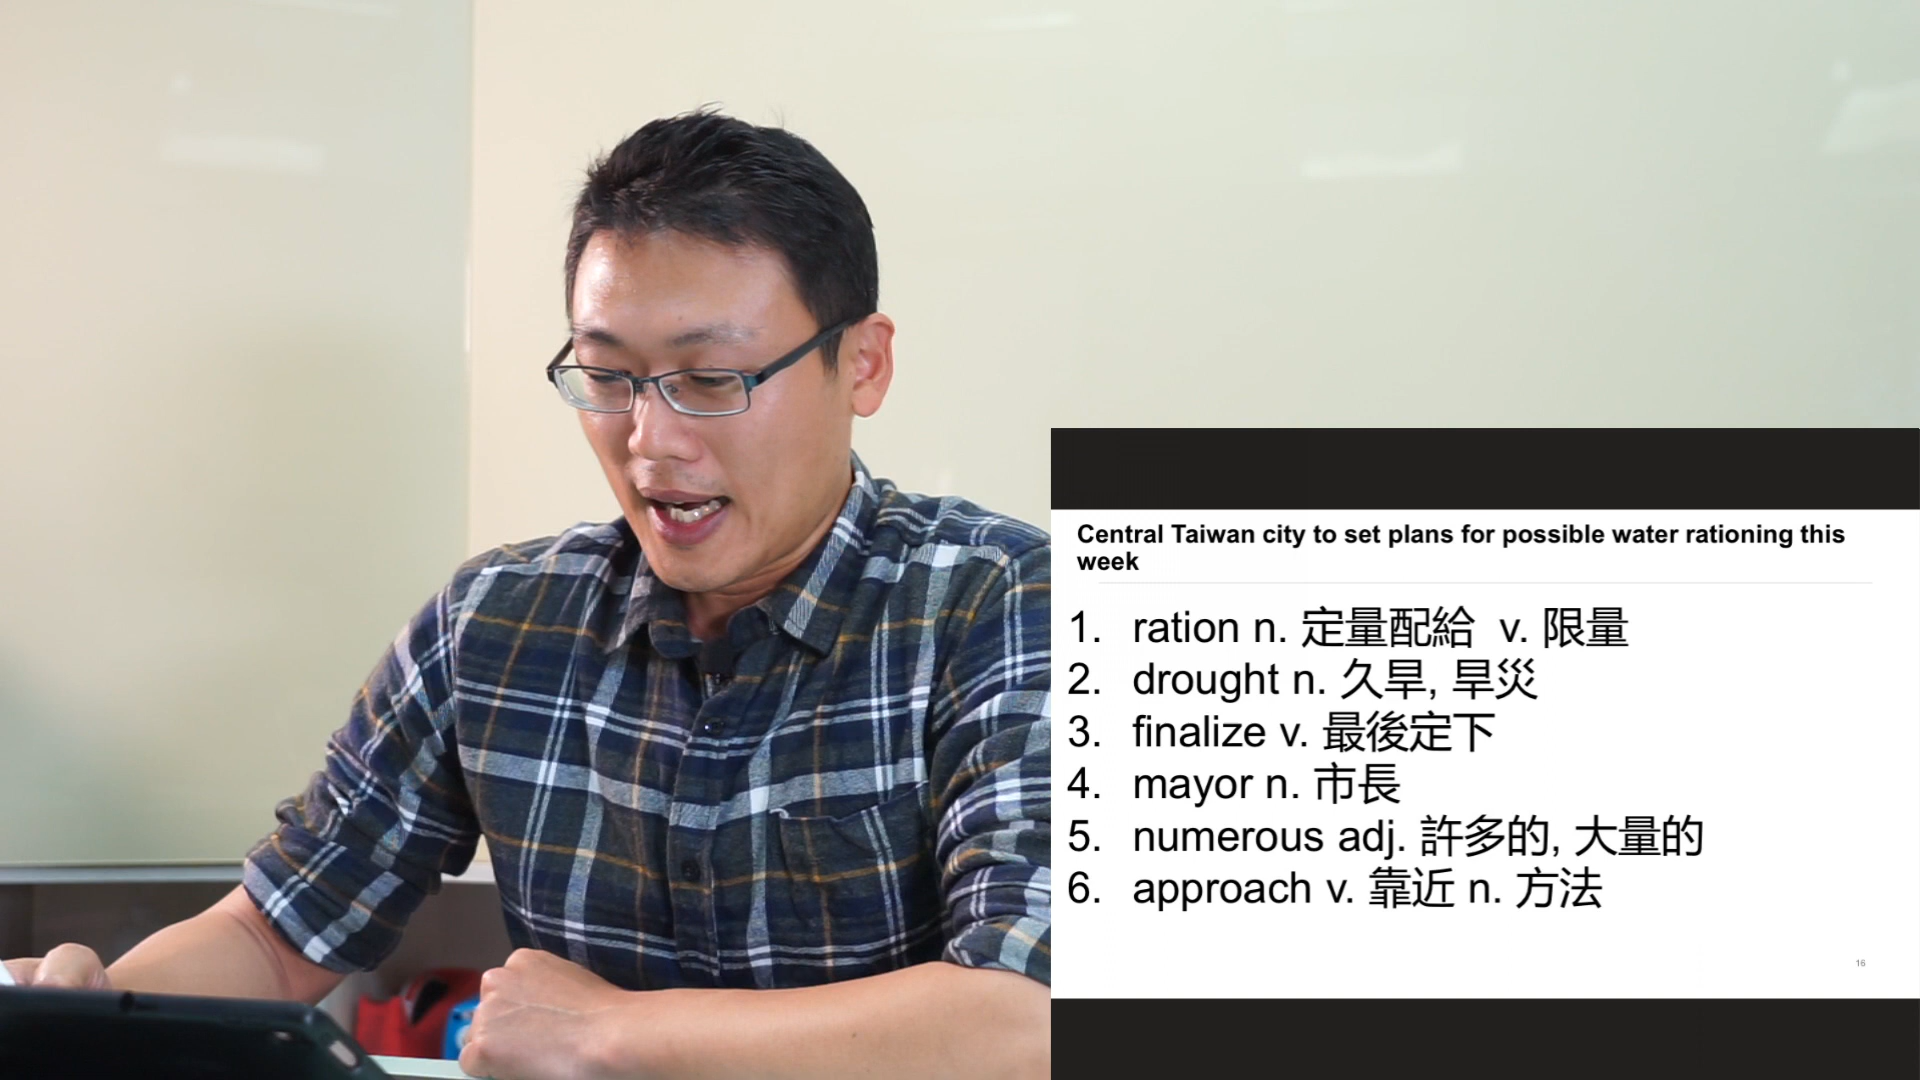 Central Taiwan city to set plans for possible water rationing this
week
1. ration n. 定量配給 v. 限量
2. drought n. 久旱, 旱災
3. finalize v. 最後定下
4. mayor n. 市長
5. numerous adj. 許多的, 大量的
6. approach v. 靠近 n. 方法
16